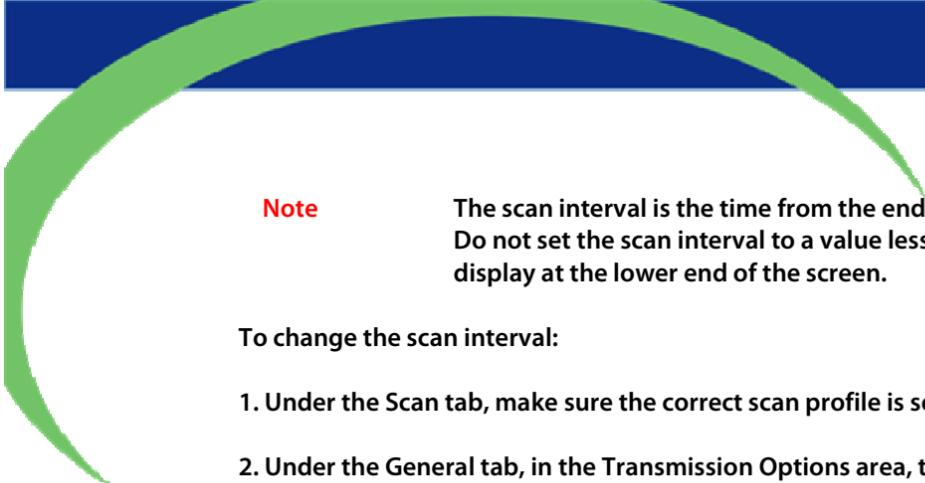 Note
The scan interval is the time from the end
Do not set the scan interval to a value less
display at the lower end of the screen.
To change the scan interval:
1. Under the Scan tab, make sure the correct scan profile is
2. Under the General tab, in the Transmission Options area,